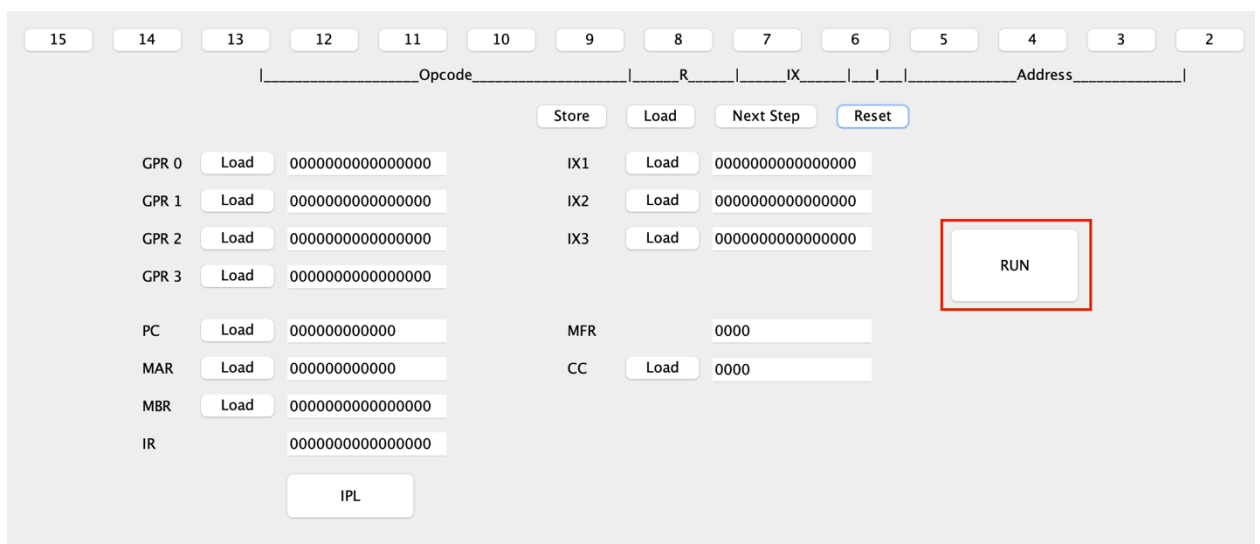 15 14 13 12 11 10 9 8 7 6 5 4 3 2
|____________________Opcode____________________|______R______|______IX______|___I___|______________Address______________|
Store Load Next Step Reset
GPR 0 Load 0000000000000000 IX1 Load 0000000000000000
GPR 1 Load 0000000000000000 IX2 Load 0000000000000000
GPR 2 Load 0000000000000000 IX3 Load 0000000000000000
RUN
GPR 3 Load 0000000000000000
PC Load 000000000000 MFR 0000
MAR Load 000000000000 CC Load 0000
MBR Load 0000000000000000
IR 0000000000000000
IPL